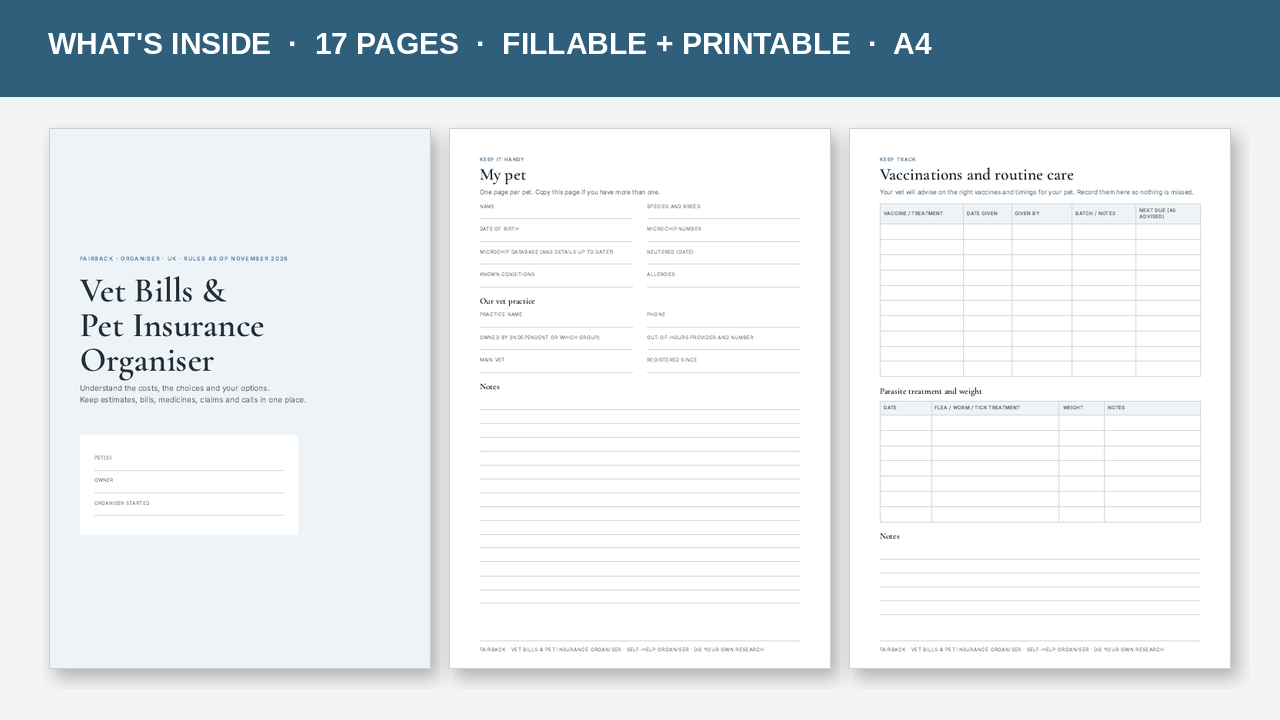 WHAT'S INSIDE · 17 PAGES · FILLABLE + PRINTABLE · A4
FAIRBACK · ORGANISER · UK · RULES AS OF NOVEMBER 2026
Vet Bills &
Pet Insurance
Organiser
Understand the costs, the choices and your options.
Keep estimates, bills, medicines, claims and calls in one place.
PET(S)
OWNER
ORGANISER STARTED
KEEP IT HANDY
My pet
One page per pet. Copy this page if you have more than one.
NAME
SPECIES AND BREED
DATE OF BIRTH
MICROCHIP NUMBER
MICROCHIP DATABASE (AND DETAILS UP TO DATE?)
NEUTERED (DATE)
KNOWN CONDITIONS
ALLERGIES
Our vet practice
PRACTICE NAME
PHONE
OWNED BY (INDEPENDENT OR WHICH GROUP)
OUT-OF-HOURS PROVIDER AND NUMBER
MAIN VET
REGISTERED SINCE
Notes
FAIRBACK · VET BILLS & PET INSURANCE ORGANISER · SELF-HELP ORGANISER · DO YOUR OWN RESEARCH
KEEP TRACK
Vaccinations and routine care
Your vet will advise on the right vaccines and timings for your pet. Record them here so nothing is missed.
VACCINE / TREATMENT
DATE GIVEN
GIVEN BY
BATCH / NOTES
NEXT DUE (AS
ADVISED)
Parasite treatment and weight
DATE
FLEA / WORM / TICK TREATMENT
WEIGHT
NOTES
Notes
FAIRBACK · VET BILLS & PET INSURANCE ORGANISER · SELF-HELP ORGANISER · DO YOUR OWN RESEARCH